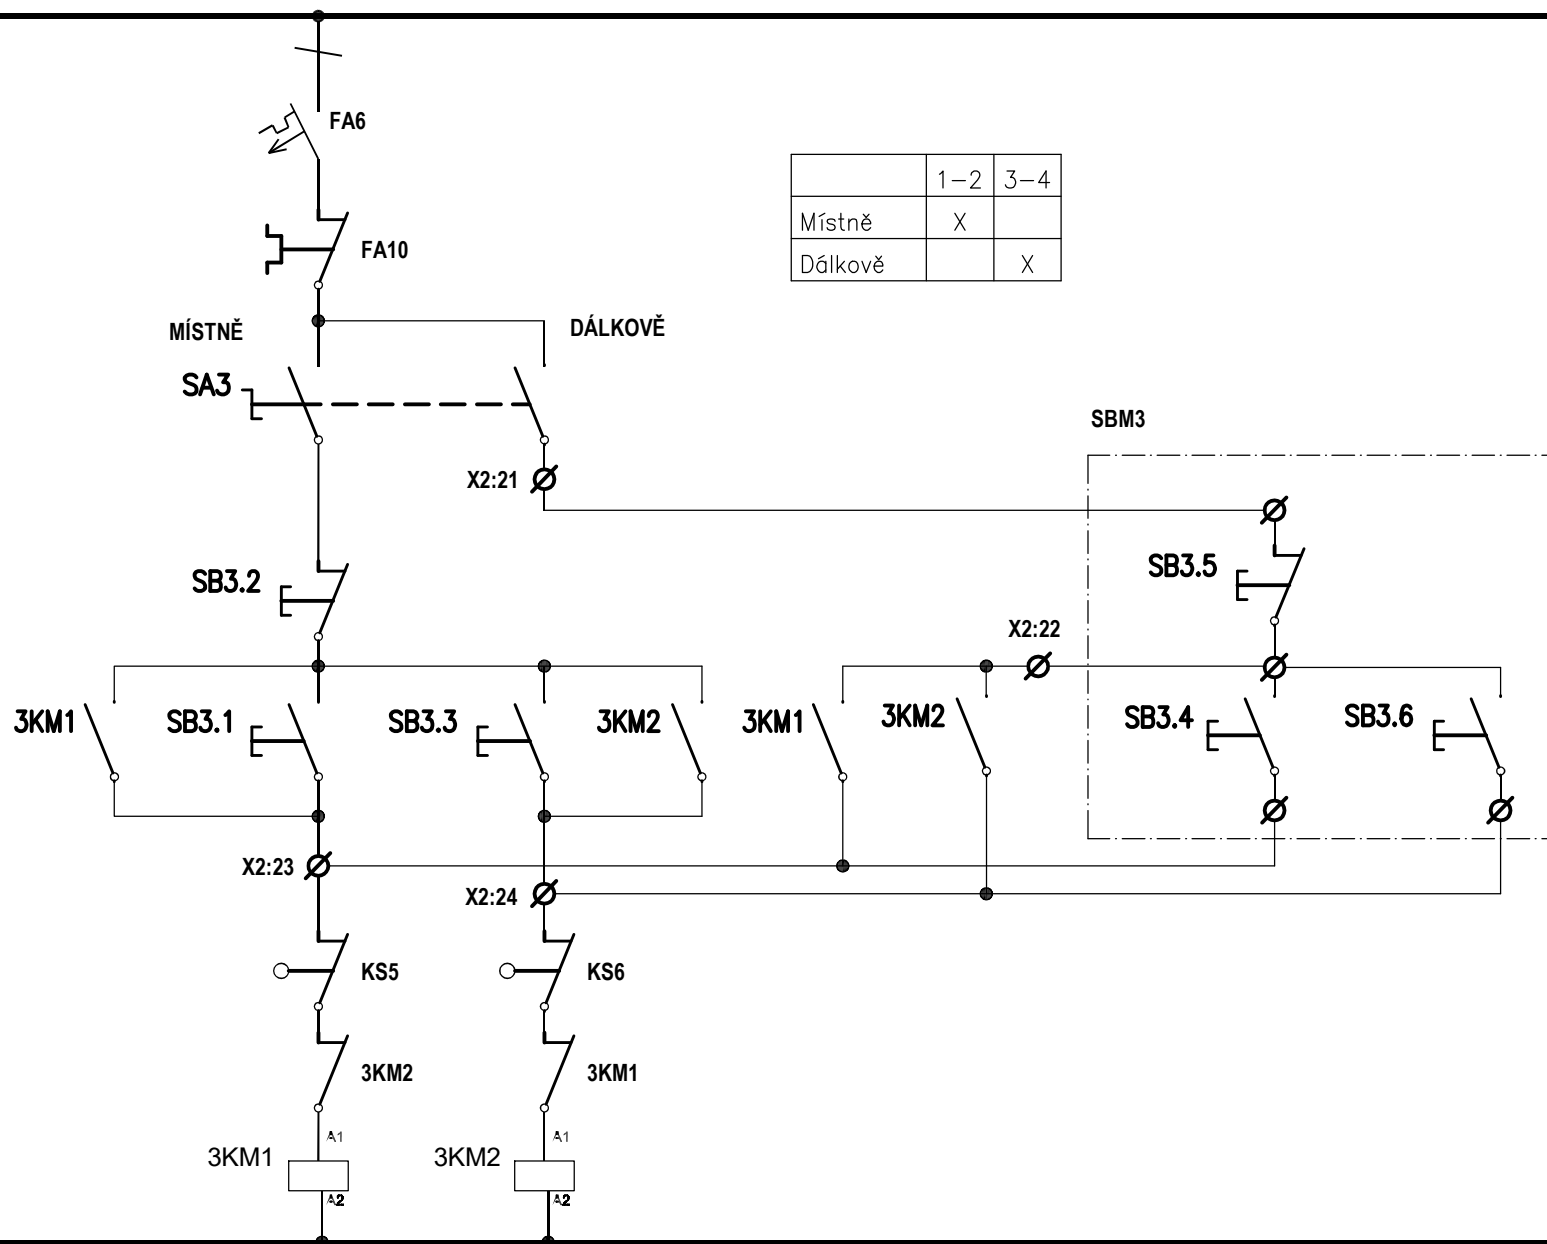 FA6
1-2 3-4
Místně X
Dálkově X
FA10
MÍSTNĚ
DÁLKOVĚ
SA3
SBM3
X2:21
SB3.5
SB3.2
X2:22
3KM1
SB3.1
SB3.3
3KM2
3KM1
3KM2
SB3.4
SB3.6
X2:23
X2:24
KS5
KS6
3KM2
3KM1
A1
A1
3KM1
3KM2
A2
A2